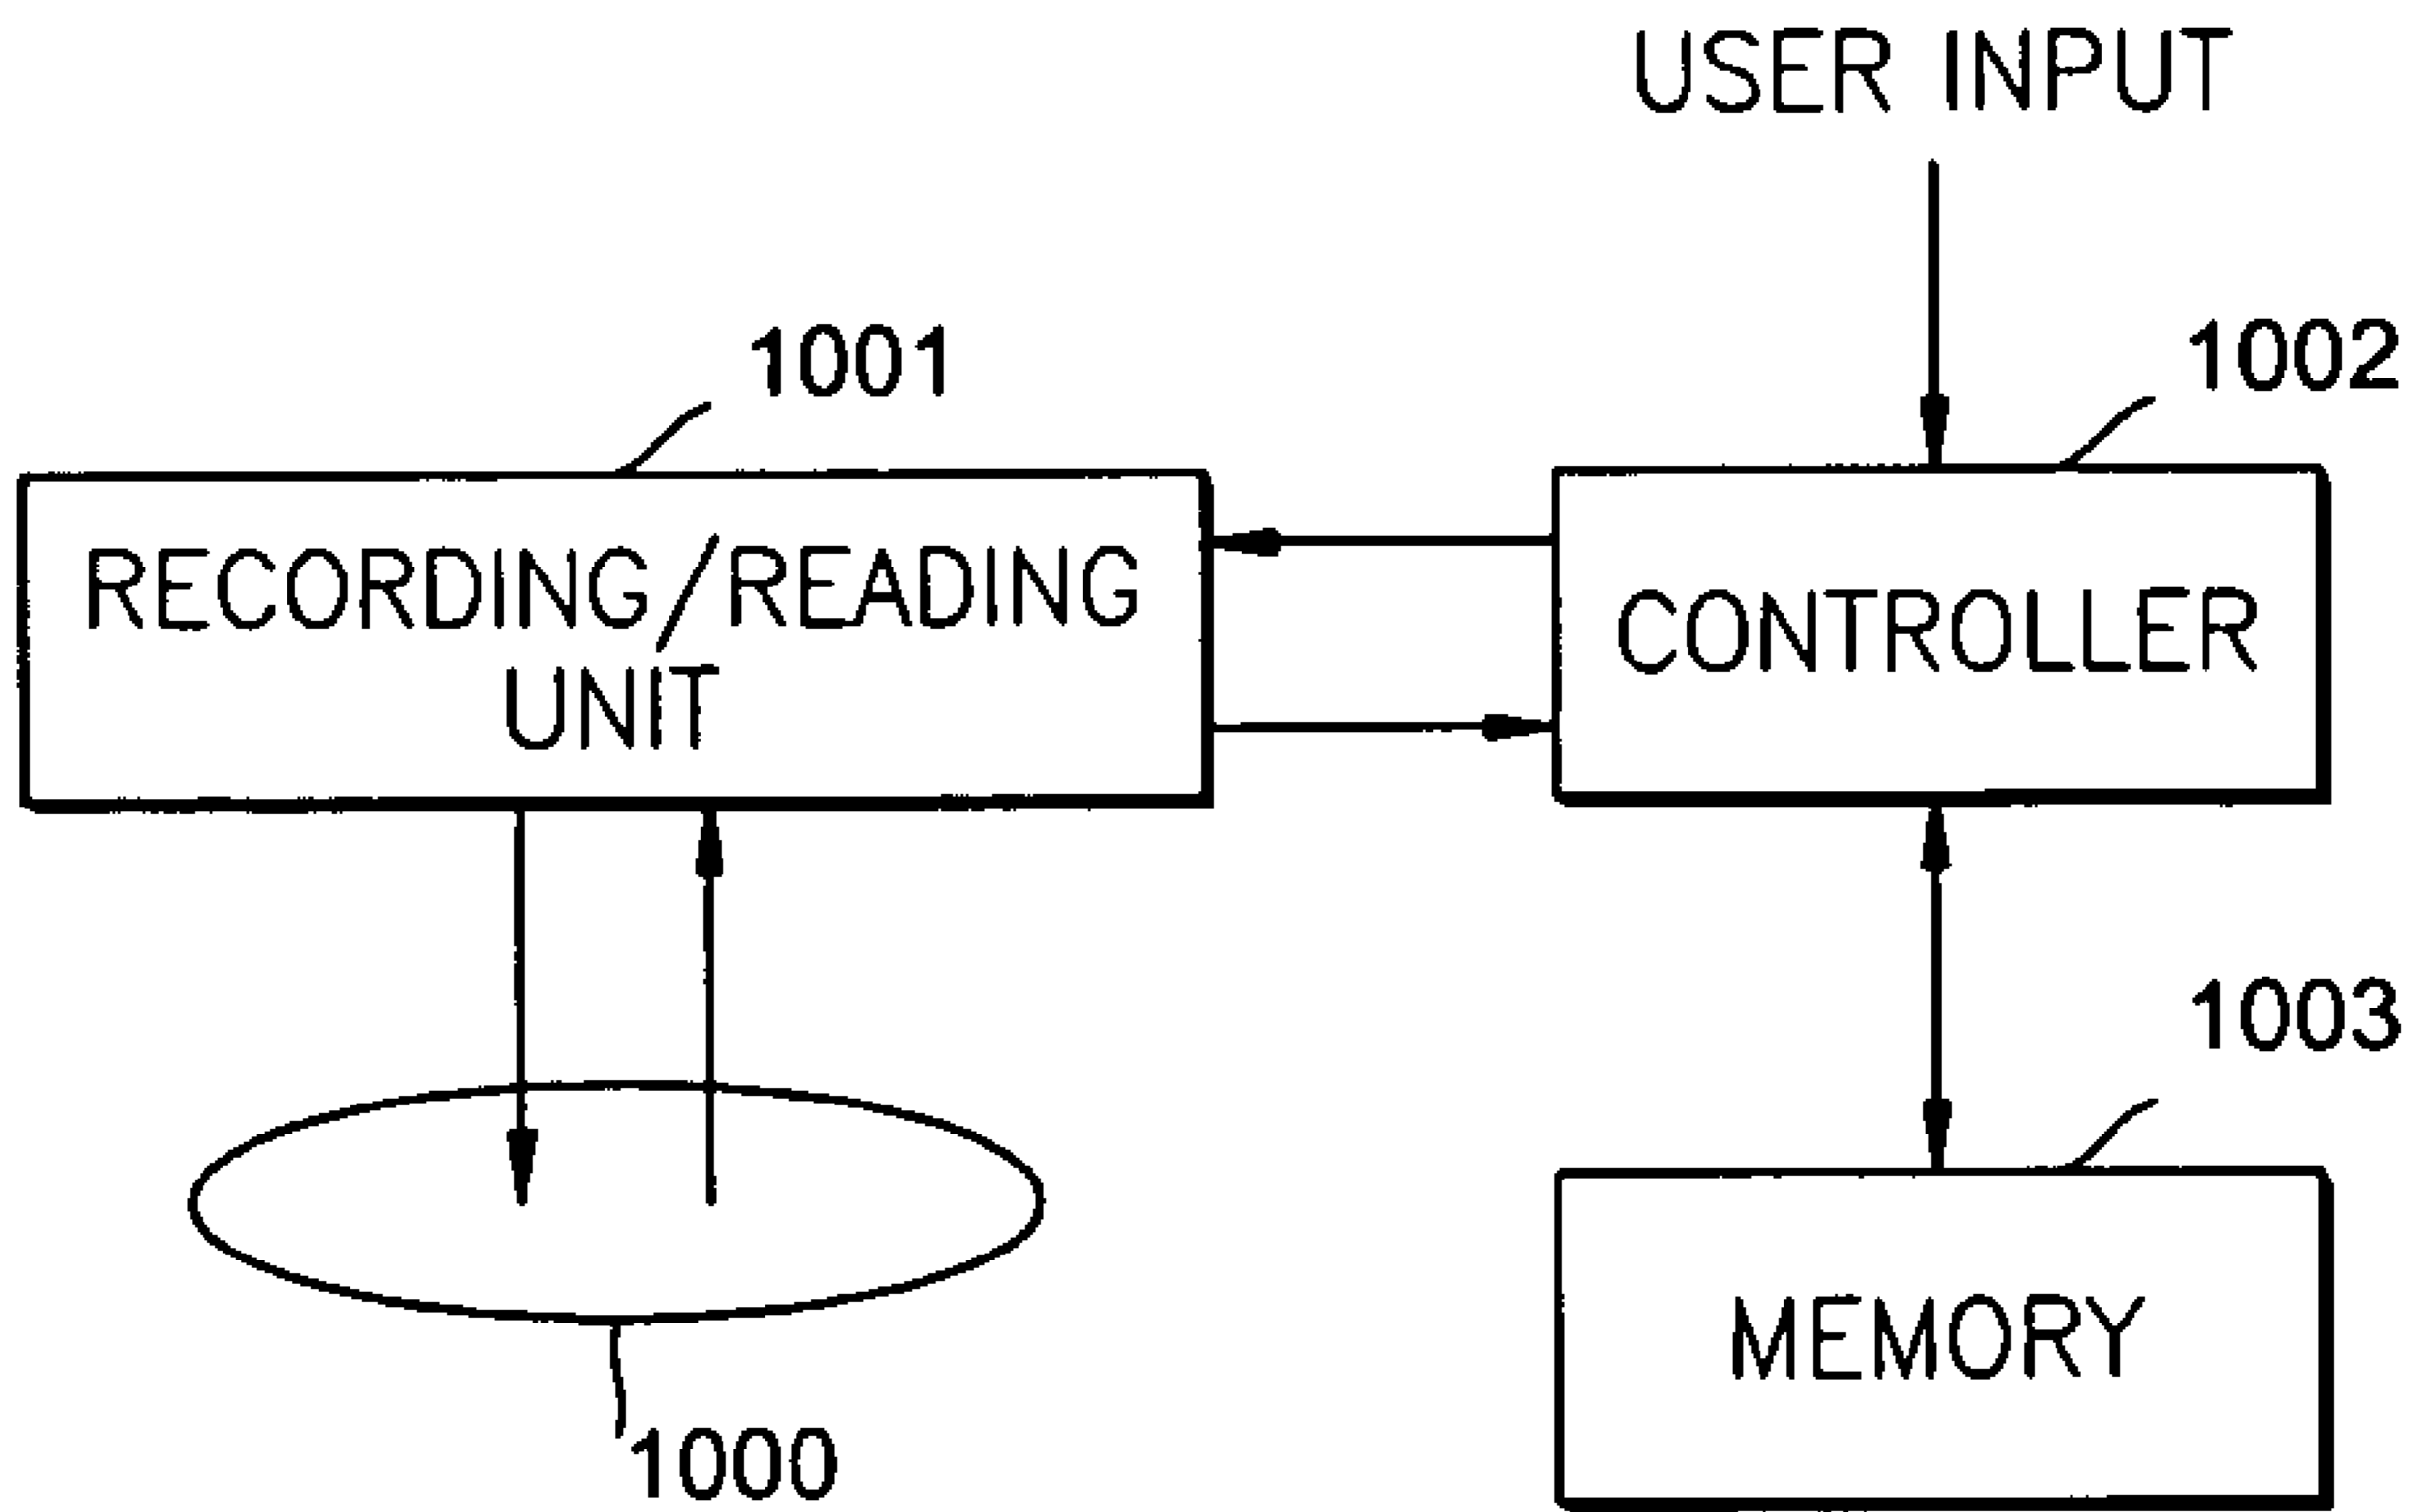 USER INPUT
1001
1002
RECORDING/READING
UNIT
CONTROLLER
1003
MEMORY
1000